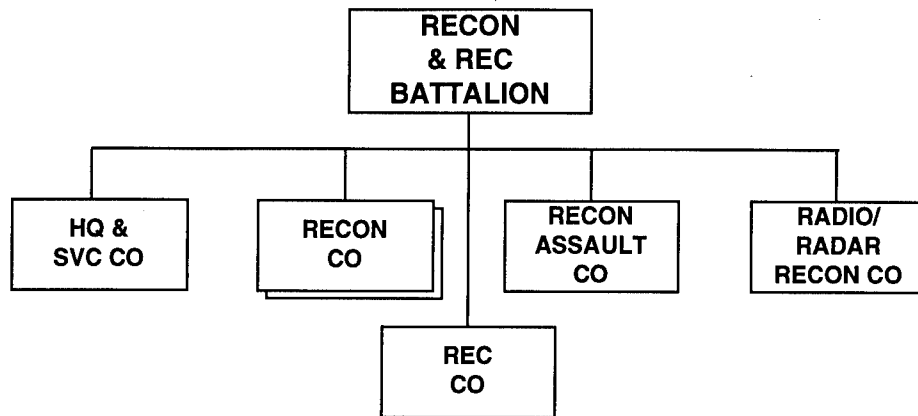 RECON
& REC
BATTALION
HQ &
SVC CO
RECON
CO
RECON
ASSAULT
CO
RADIO/
RADAR
RECON CO
REC
CO